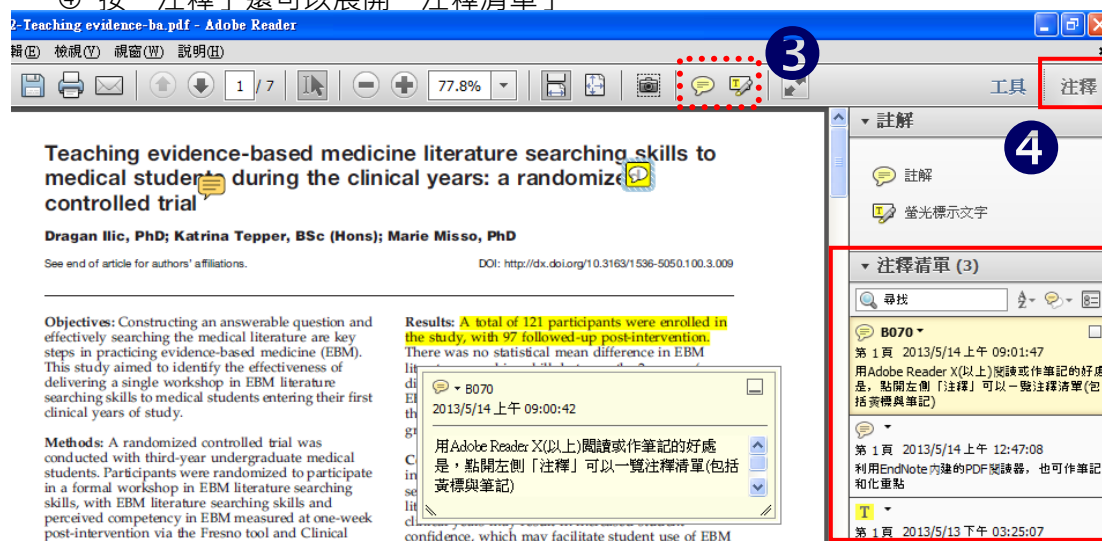 ④ 按「注釋」還可以展開「注釋清單」
2-Teaching evidence-ba.pdf - Adobe Reader
輯(E) 檢視(V) 視窗(W) 說明(H)
1 / 7
77.8%
3
工具
注釋
4
註解
註解
螢光標示文字
注釋清單 (3)
尋找
B070
第 1 頁 2013/5/14上午 09:01:47
用Adobe Reader X(以上)閱讀或作筆記的好處
是，點開左側「注釋」可以一覽注釋清單(包
括黃標與筆記)
第 1 頁 2013/5/14上午 12:47:08
利用EndNote內建的PDF閱讀器，也可作筆記
和化重點
T
第 1 頁 2013/5/13下午 03:25:07
Teaching evidence-based medicine literature searching skills to
medical students during the clinical years: a randomized
controlled trial
Dragan Ilic, PhD; Katrina Tepper, BSc (Hons); Marie Misso, PhD
See end of article for authors' affiliations.
DOI: http://dx.doi.org/10.3163/1536-5050.100.3.009
Objectives: Constructing an answerable question and
effectively searching the medical literature are key
steps in practicing evidence-based medicine (EBM).
This study aimed to identify the effectiveness of
delivering a single workshop in EBM literature
searching skills to medical students entering their first
clinical years of study.
Methods: A randomized controlled trial was
conducted with third-year undergraduate medical
students. Participants were randomized to participate
in a formal workshop in EBM literature searching
skills, with EBM literature searching skills and
perceived competency in EBM measured at one-week
post-intervention via the Fresno tool and Clinical
Results: A total of 121 participants were enrolled in
the study, with 97 followed-up post-intervention.
There was no statistical mean difference in EBM
B070
2013/5/14 上午 09:00:42
用Adobe Reader X(以上)閱讀或作筆記的好處
是，點開左側「注釋」可以一覽注釋清單(包括
黃標與筆記)
confidence, which may facilitate student use of EBM